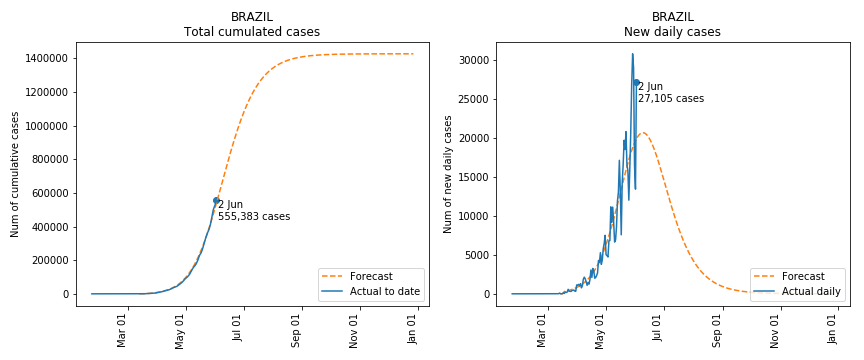 BRAZIL
Total cumulated cases
Num of cumulative cases
1400000
1200000
1000000
800000
600000
400000
200000
0
2 Jun
555,383 cases
Forecast
Actual to date
Mar 01
May 01
Jul 01
Sep 01
Nov 01
Jan 01
BRAZIL
New daily cases
Num of new daily cases
30000
25000
20000
15000
10000
5000
0
2 Jun
27,105 cases
Forecast
Actual daily
Mar 01
May 01
Jul 01
Sep 01
Nov 01
Jan 01